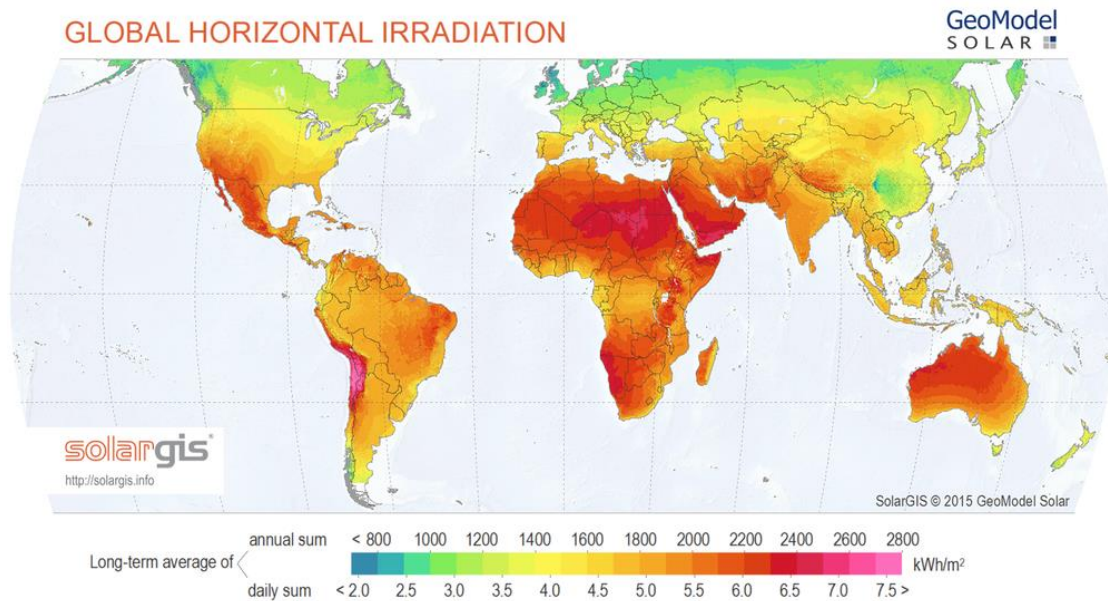 GLOBAL HORIZONTAL IRRADIATION
GeoModel
SOLAR
solargis®
http://solargis.info
SolarGIS © 2015 GeoModel Solar
Long-term average of
annual sum < 800 1000 1200 1400 1600 1800 2000 2200 2400 2600 2800
kWh/m²
daily sum < 2.0 2.5 3.0 3.5 4.0 4.5 5.0 5.5 6.0 6.5 7.0 7.5 >